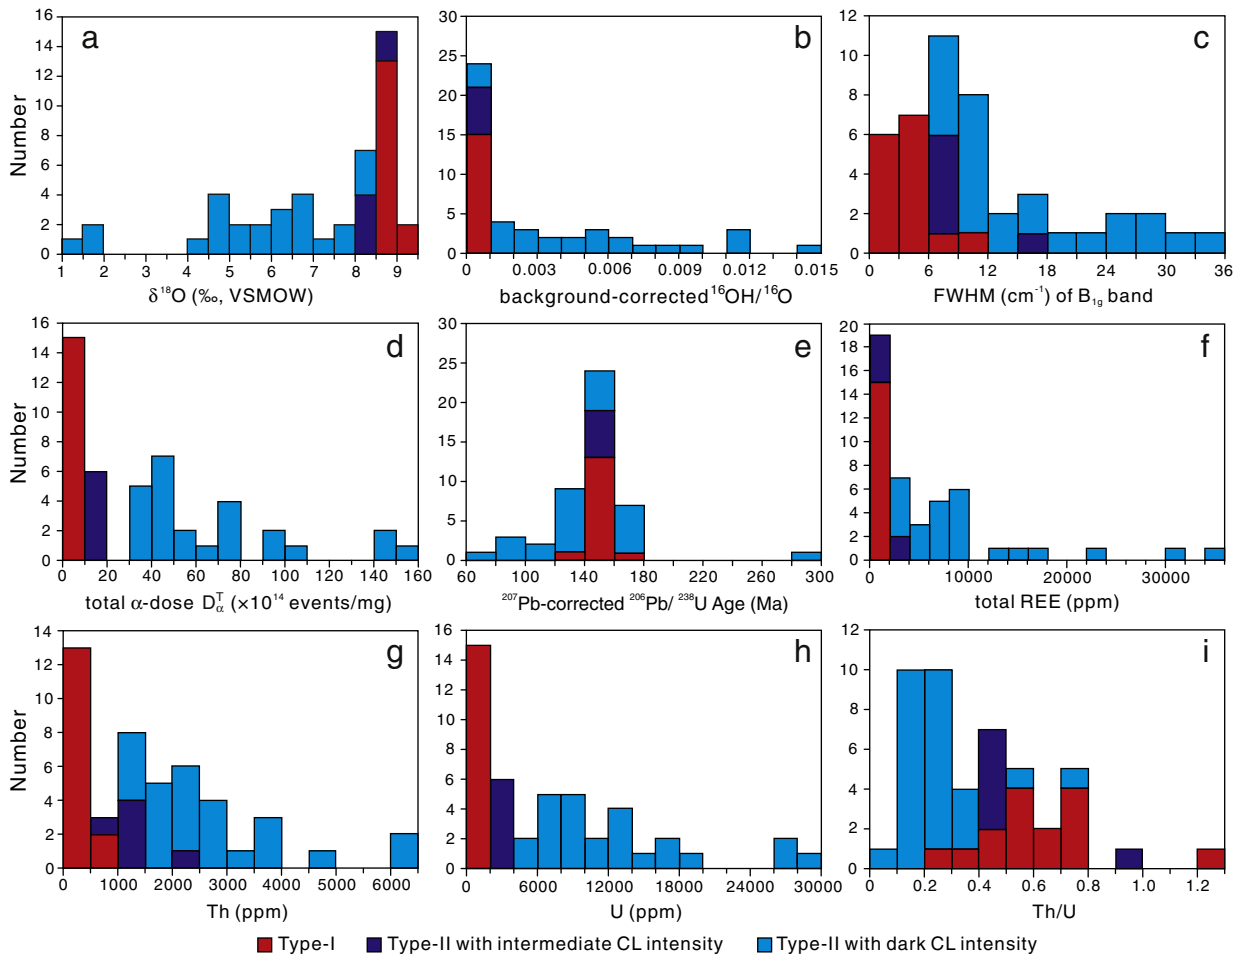 a
16
14
12
10
8
6
4
2
0
Number
1 2 3 4 5 6 7 8 9
δ¹⁸O (‰, VSMOW)
b
30
25
20
15
10
5
0
0 0.003 0.006 0.009 0.012 0.015
background-corrected ¹⁶OH/¹⁶O
c
12
10
8
6
4
2
0
0 6 12 18 24 30 36
FWHM (cm⁻¹) of B₁g band
d
16
14
12
10
8
6
4
2
0
Number
0 20 40 60 80 100 120 140 160
total α-dose Dαᵀ (×10¹⁴ events/mg)
e
30
25
20
15
10
5
0
60 100 140 180 220 260 300
²⁰⁷Pb-corrected ²⁰⁶Pb/ ²³⁸U Age (Ma)
f
20
18
16
14
12
10
8
6
4
2
0
0 10000 20000 30000
total REE (ppm)
g
14
12
10
8
6
4
2
0
Number
0 1000 2000 3000 4000 5000 6000
Th (ppm)
h
16
14
12
10
8
6
4
2
0
0 6000 12000 18000 24000 30000
U (ppm)
i
12
10
8
6
4
2
0
0 0.2 0.4 0.6 0.8 1.0 1.2
Th/U
Type-I Type-II with intermediate CL intensity Type-II with dark CL intensity